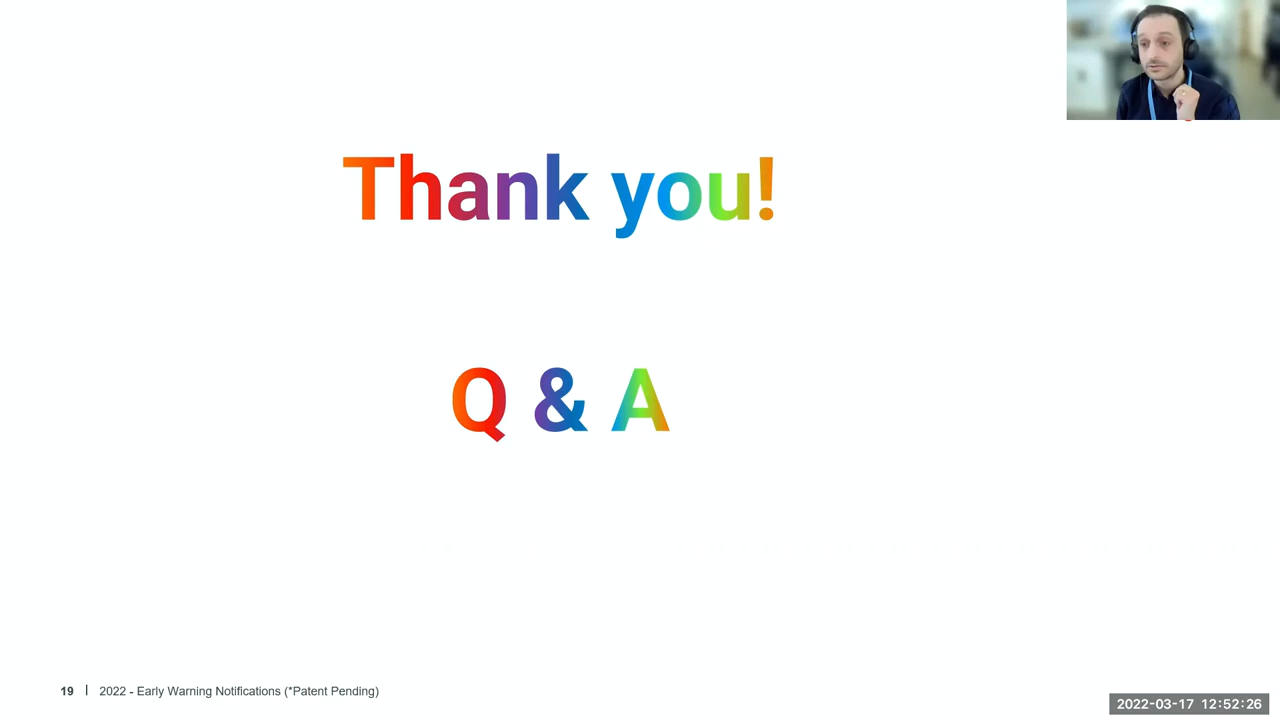 Thank you!
Q & A
19 | 2022 - Early Warning Notifications (*Patent Pending)
2022-03-17 12:52:26